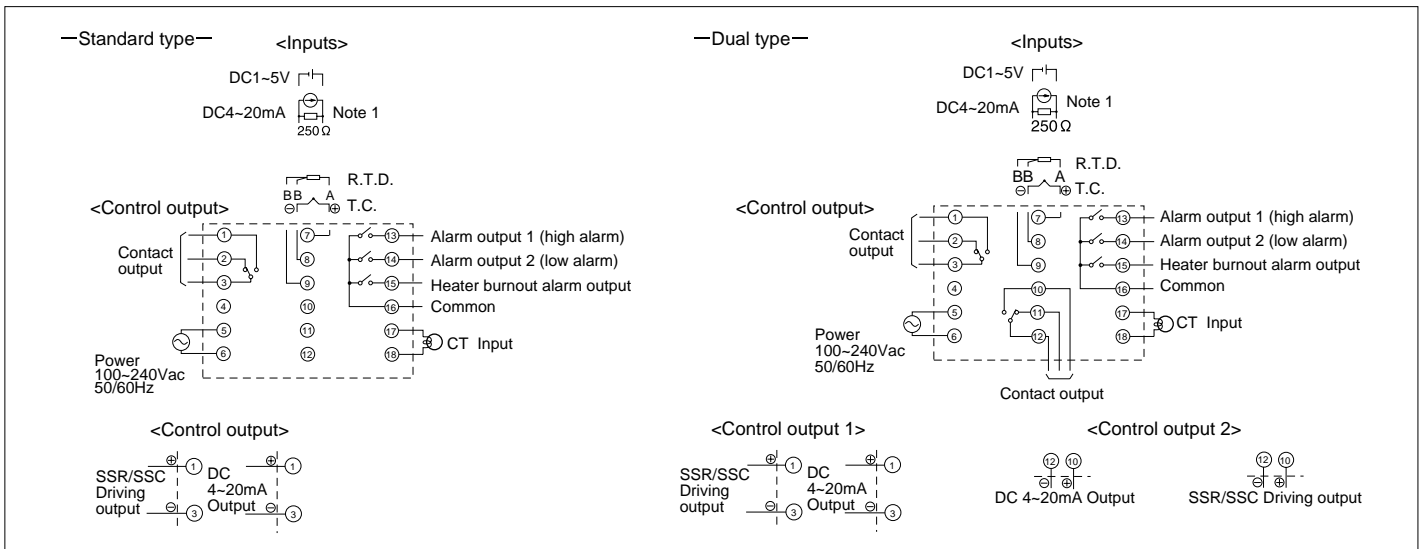 —Standard type—
<Inputs>
DC1~5V
DC4~20mA
Note 1
250 Ω
R.T.D.
B B A
⊖ ⊕ T.C.
<Control output>
Contact
output
1 7 13 Alarm output 1 (high alarm)
2 8 14 Alarm output 2 (low alarm)
3 9 15 Heater burnout alarm output
4 10 16 Common
5 11 17
6 12 18
CT Input
Power
100~240Vac
50/60Hz
<Control output>
SSR/SSC
Driving
output
⊕ 1
⊖ 3
DC
4~20mA
Output
⊕ 1
⊖ 3
—Dual type—
<Inputs>
DC1~5V
DC4~20mA
Note 1
250 Ω
R.T.D.
BB A
⊖ ⊕ T.C.
<Control output>
Contact
output
1 7 13 Alarm output 1 (high alarm)
2 8 14 Alarm output 2 (low alarm)
3 9 15 Heater burnout alarm output
4 10 16 Common
5 11 17
6 12 18
CT Input
Power
100~240Vac
50/60Hz
Contact output
<Control output 1>
SSR/SSC
Driving
output
⊕ 1
⊖ 3
DC
4~20mA
Output
⊕ 1
⊖ 3
<Control output 2>
12 10
⊖ ⊕
DC 4~20mA Output
12 10
⊖ ⊕
SSR/SSC Driving output